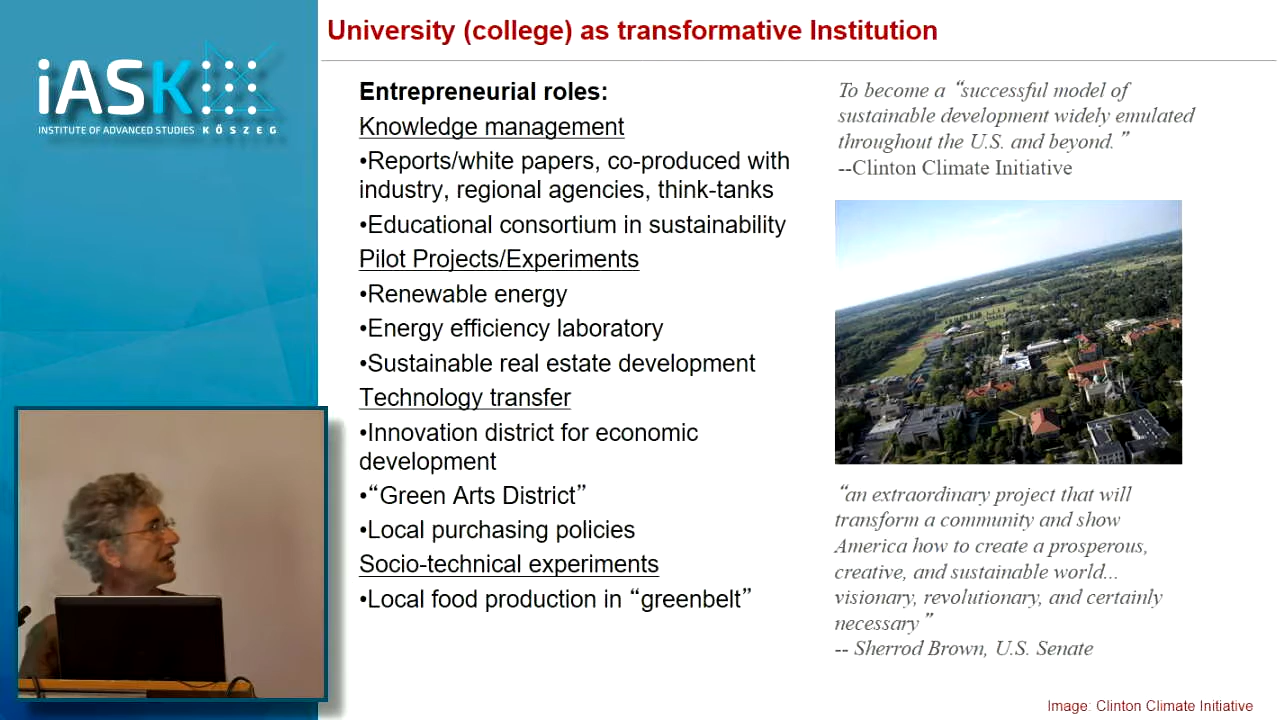 University (college) as transformative Institution
iASK
INSTITUTE OF ADVANCED STUDIES KŐSZEG
Entrepreneurial roles:
Knowledge management
•Reports/white papers, co-produced with
industry, regional agencies, think-tanks
•Educational consortium in sustainability
Pilot Projects/Experiments
•Renewable energy
•Energy efficiency laboratory
•Sustainable real estate development
Technology transfer
•Innovation district for economic
development
•“Green Arts District”
•Local purchasing policies
Socio-technical experiments
•Local food production in “greenbelt”
To become a “successful model of
sustainable development widely emulated
throughout the U.S. and beyond.”
--Clinton Climate Initiative
“an extraordinary project that will
transform a community and show
America how to create a prosperous,
creative, and sustainable world...
visionary, revolutionary, and certainly
necessary”
-- Sherrod Brown, U.S. Senate
Image: Clinton Climate Initiative